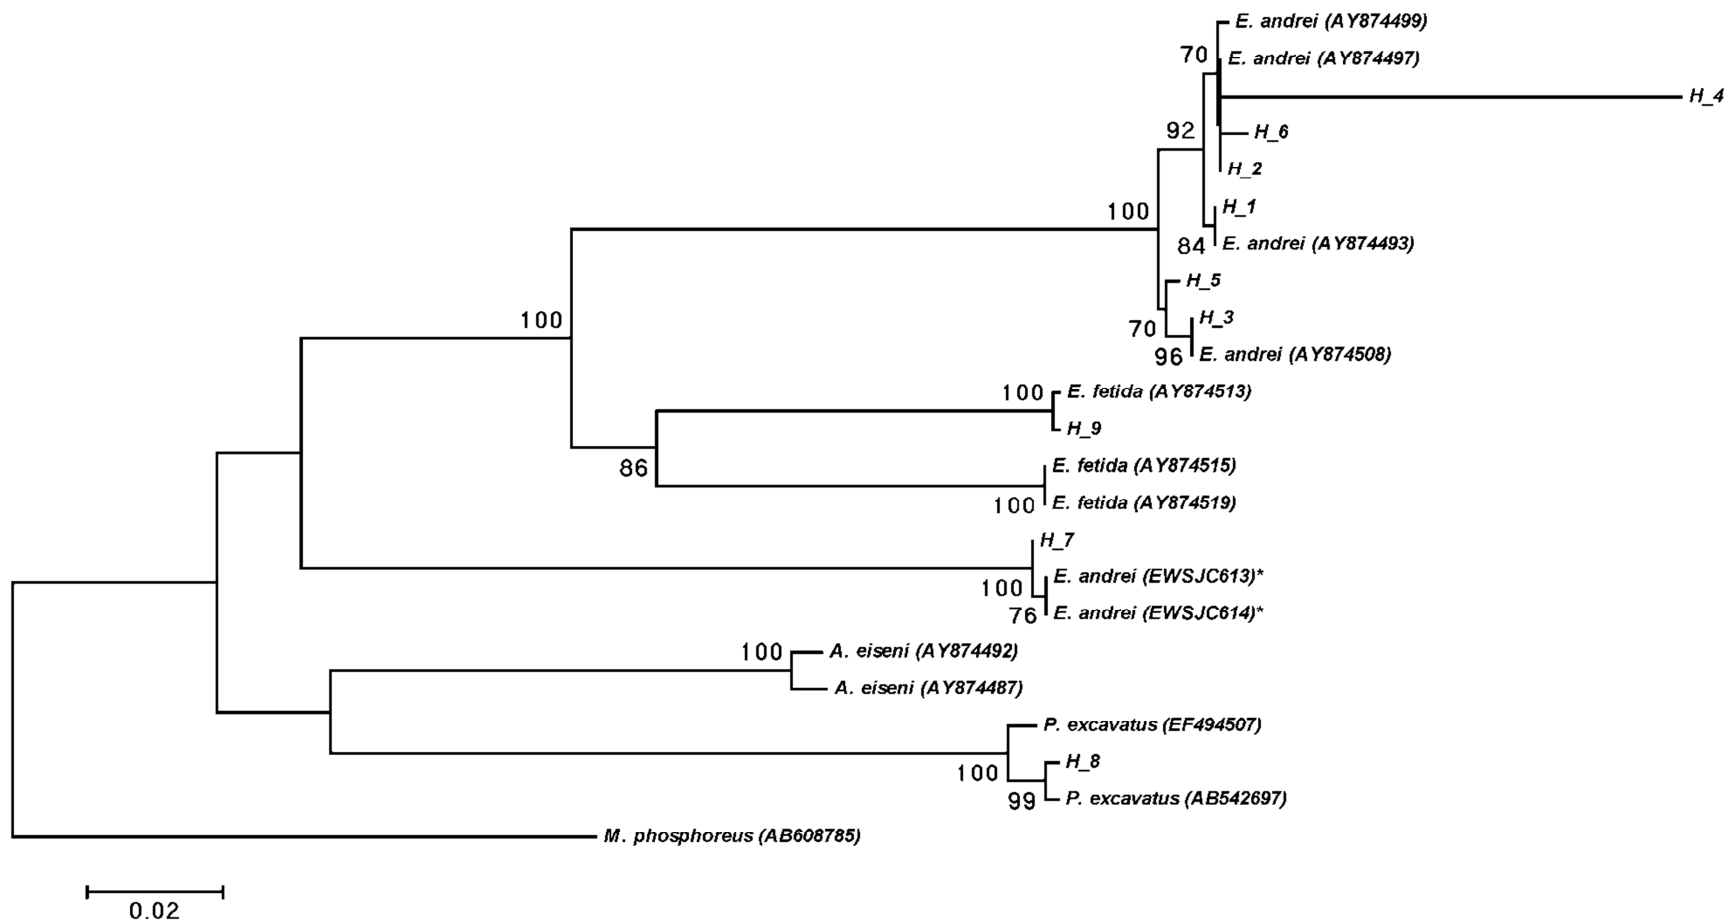 E. andrei (AY874499)
70
E. andrei (AY874497)
H_4
92
H_6
H_2
100
H_1
84
E. andrei (AY874493)
H_5
100
H_3
70
96
E. andrei (AY874508)
100
E. fetida (AY874513)
H_9
86
E. fetida (AY874515)
100
E. fetida (AY874519)
H_7
100
E. andrei (EWSJC613)*
76
E. andrei (EWSJC614)*
100
A. eiseni (AY874492)
A. eiseni (AY874487)
P. excavatus (EF494507)
100
H_8
99
P. excavatus (AB542697)
M. phosphoreus (AB608785)
0.02